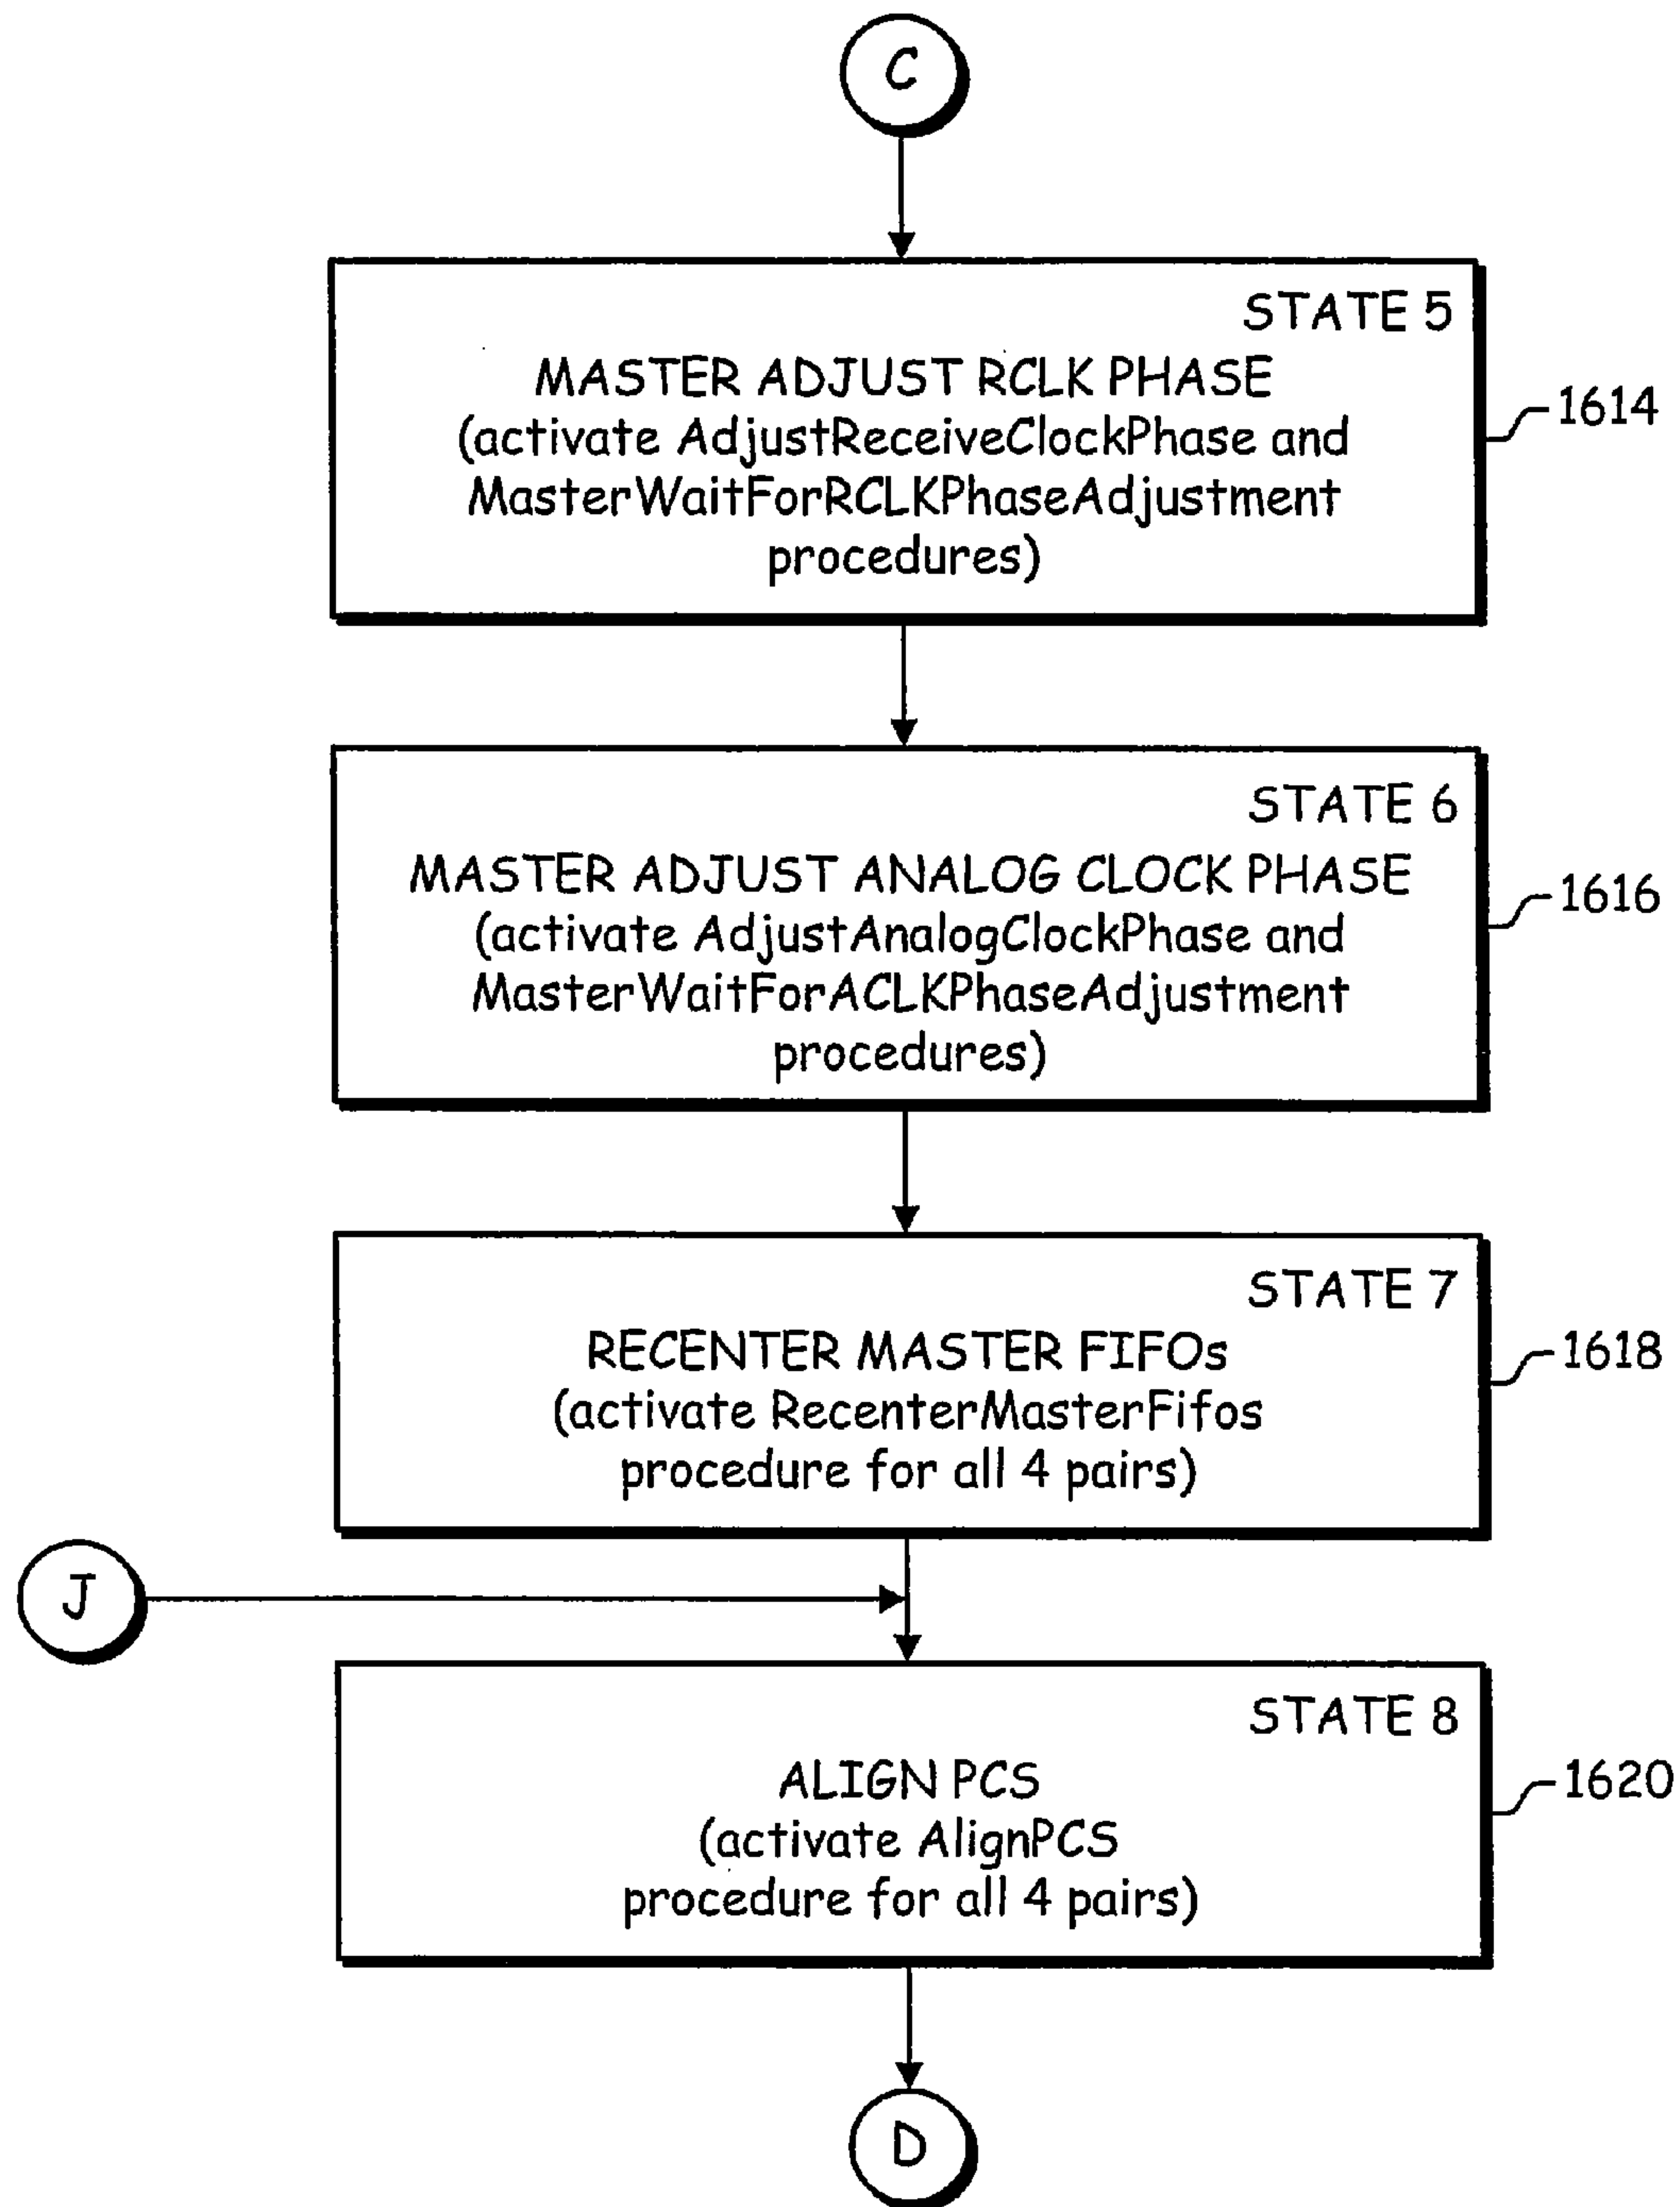 C
STATE 5
MASTER ADJUST RCLK PHASE
(activate AdjustReceiveClockPhase and
MasterWaitForRCLKPhaseAdjustment
procedures)
1614
STATE 6
MASTER ADJUST ANALOG CLOCK PHASE
(activate AdjustAnalogClockPhase and
MasterWaitForACLKPhaseAdjustment
procedures)
1616
STATE 7
RECENTER MASTER FIFOs
(activate RecenterMasterFifos
procedure for all 4 pairs)
1618
J
STATE 8
ALIGN PCS
(activate AlignPCS
procedure for all 4 pairs)
1620
D